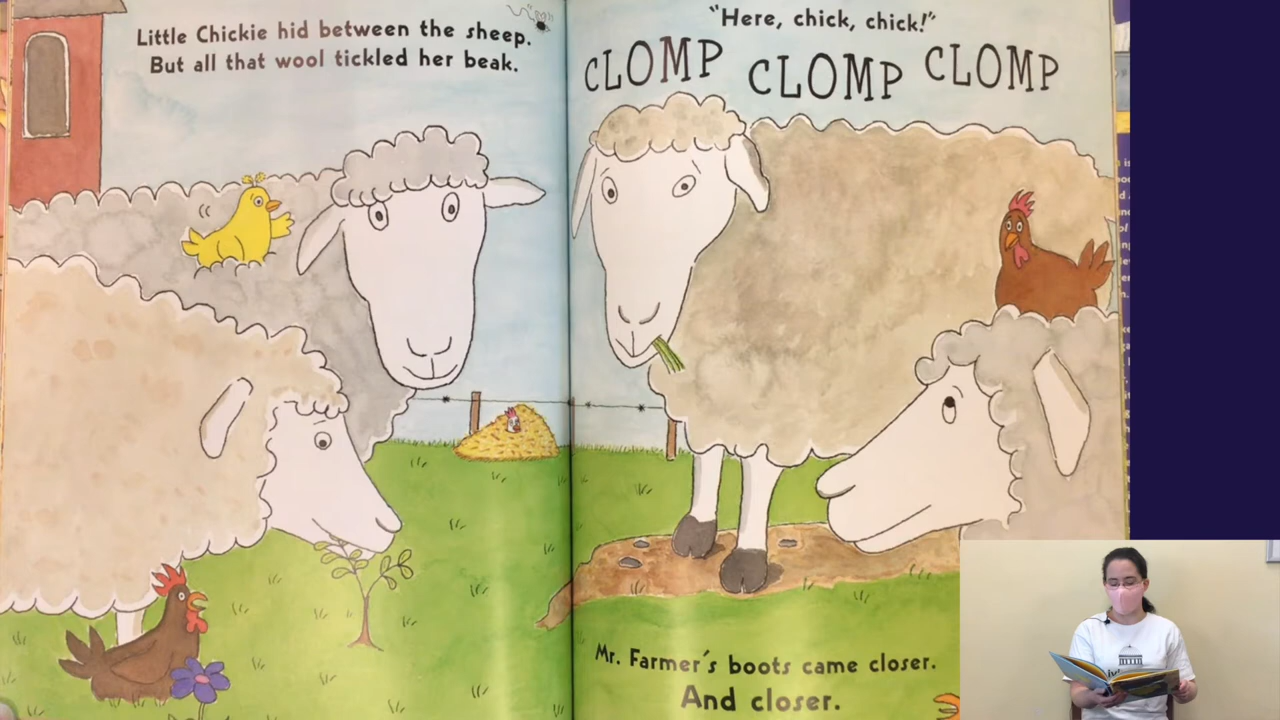 Little Chickie hid between the sheep.
But all that wool tickled her beak.
"Here, chick, chick!"
CLOMP CLOMP CLOMP
Mr. Farmer's boots came closer.
And closer.